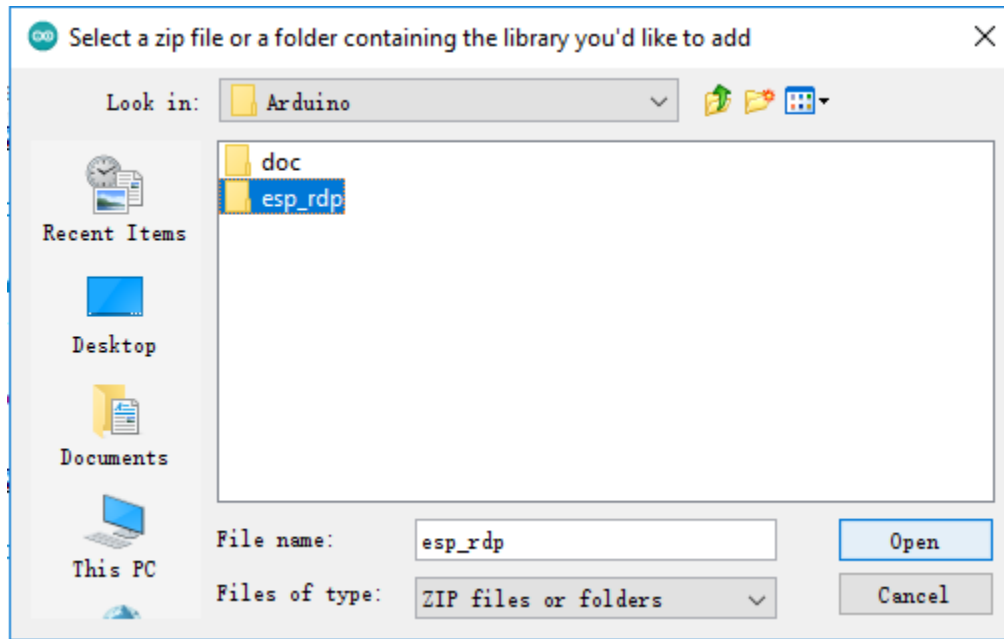 Select a zip file or a folder containing the library you'd like to add
Look in: Arduino
doc
esp_rdp
Recent Items
Desktop
Documents
This PC
File name: esp_rdp Open
Files of type: ZIP files or folders Cancel